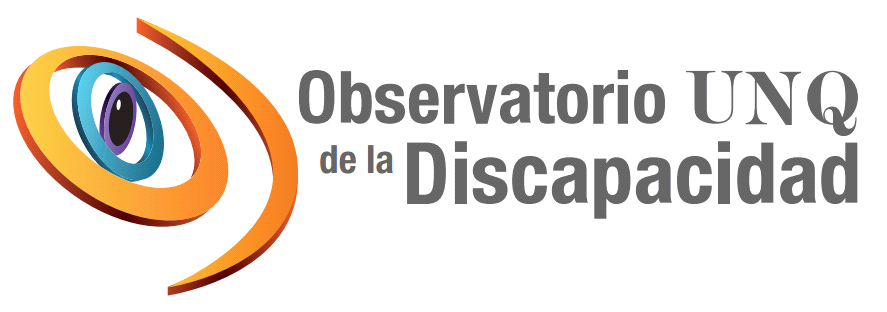 Observatorio UNQ
de la Discapacidad